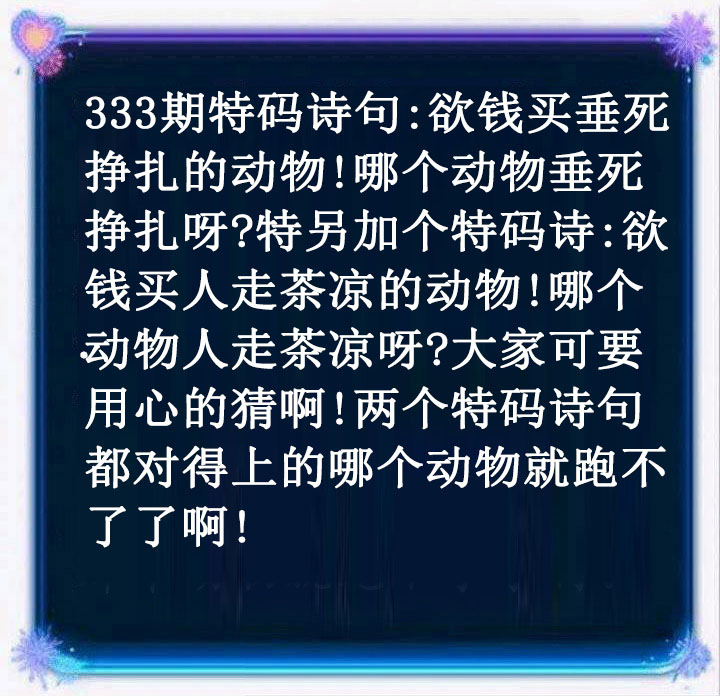 333期特码诗句:欲钱买垂死
挣扎的动物!哪个动物垂死
挣扎呀?特另加个特码诗:欲
钱买人走茶凉的动物!哪个
动物人走茶凉呀?大家可要
用心的猜啊!两个特码诗句
都对得上的哪个动物就跑不
了了啊!